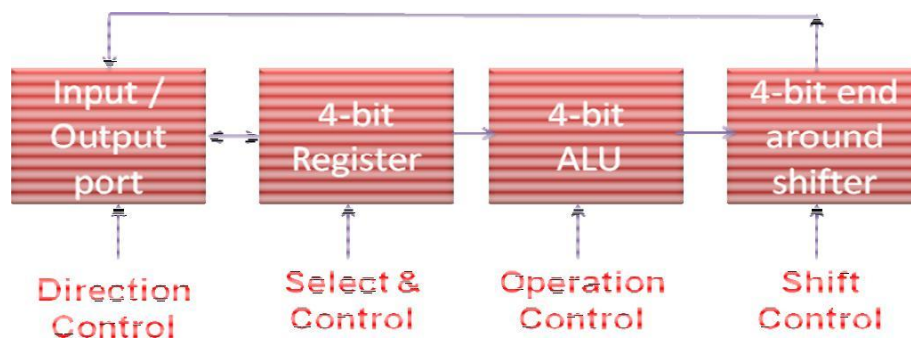 Input /
Output
port
4-bit
Register
4-bit
ALU
4-bit end
around
shifter
Direction
Control
Select &
Control
Operation
Control
Shift
Control